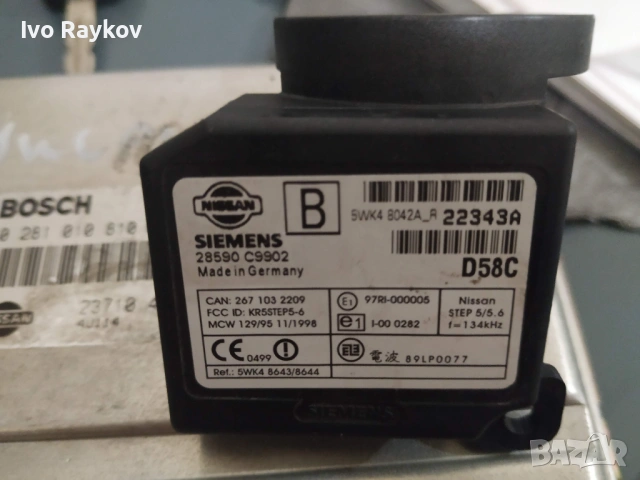 Ivo Raykov
BOSCH
0 281 010 810
23710 4
4U114
NISSAN
NISSAN
B
5WK4 8042A_R 22343A
SIEMENS
28590 C9902
Made in Germany
D58C
CAN: 267 103 2209
FCC ID: KR5STEP5-6
MCW 129/95 11/1998
E1 97RI-000005
e1 I-00 0282
Nissan
STEP 5/5.6
f=134kHz
CE 0499
電波 89LP0077
Ref.: 5WK4 8643/8644
SIEMENS
BAZAR